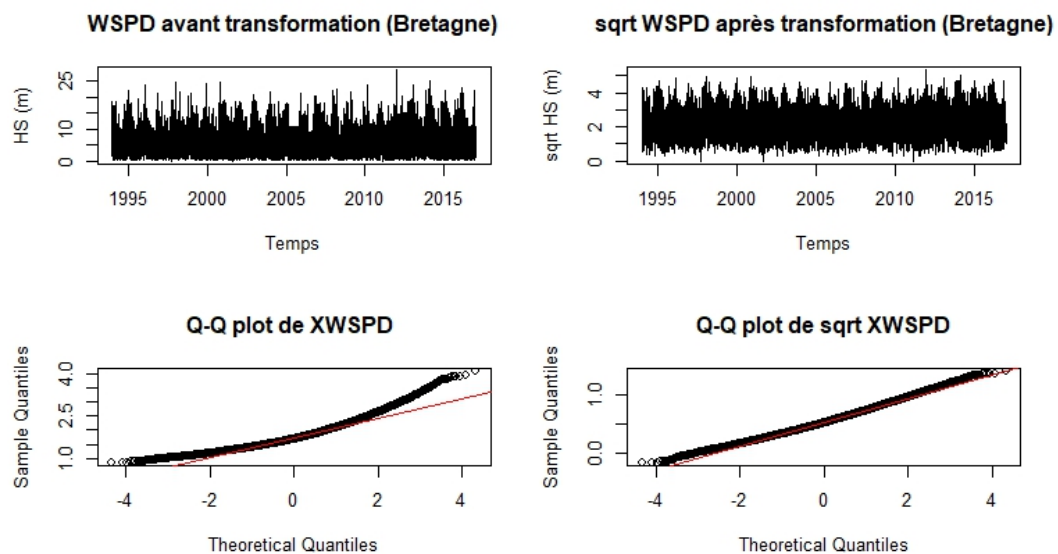 WSPD avant transformation (Bretagne)
HS (m)
0 10 25
1995 2000 2005 2010 2015
Temps
sqrt WSPD après transformation (Bretagne)
sqrt HS (m)
0 2 4
1995 2000 2005 2010 2015
Temps
Q-Q plot de XWSPD
Sample Quantiles
1.0 2.5 4.0
-4 -2 0 2 4
Theoretical Quantiles
Q-Q plot de sqrt XWSPD
Sample Quantiles
0.0 1.0
-4 -2 0 2 4
Theoretical Quantiles